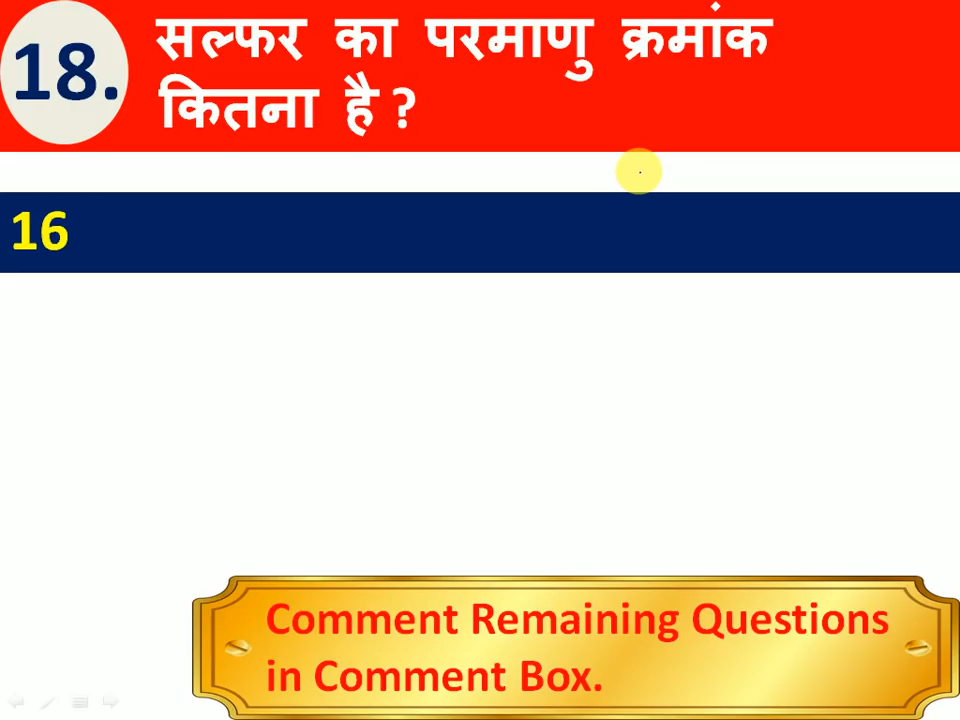 18. सल्फर का परमाणु क्रमांक
कितना है ?
16
Comment Remaining Questions
in Comment Box.